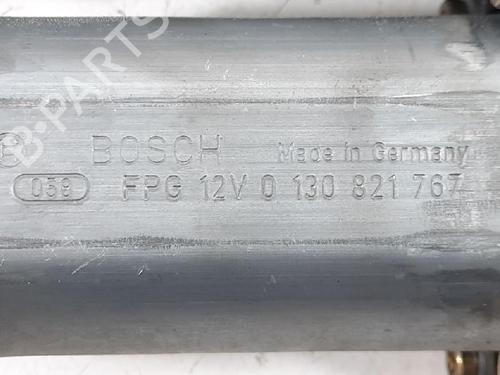 B-PARTS
BOSCH Made in Germany
058 FPG 12V 0 130 821 767